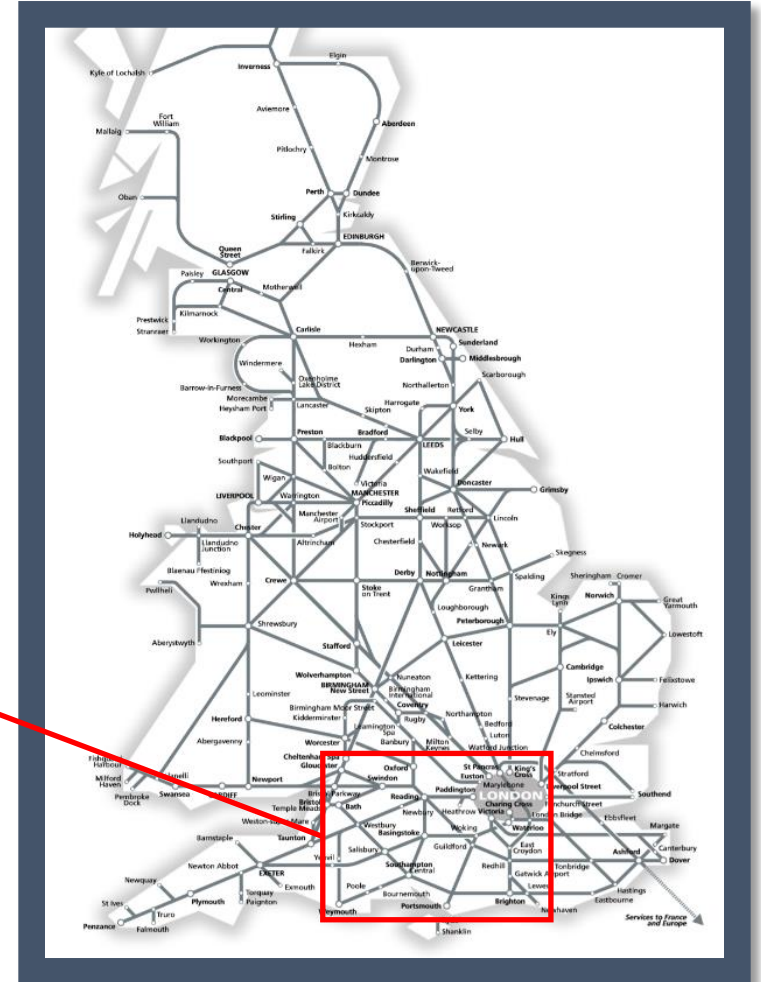 Elgin
Inverness
Kyle of Lochalsh
Aviemore
Fort
William
Aberdeen
Mallaig
Pitlochry
Montrose
Perth
Dundee
Oban
Stirling
Kirkcaldy
EDINBURGH
Queen
Street
Falkirk
Berwick-
upon-Tweed
Paisley
GLASGOW
Central
Motherwell
Prestwick
Kilmarnock
Stranraer
Carlisle
NEWCASTLE
Workington
Hexham
Durham
Sunderland
Darlington
Middlesbrough
Windermere
Scarborough
Oxenholme
Lake District
Barrow-in-Furness
Northallerton
Morecambe
Heysham Port
Lancaster
Harrogate
Skipton
York
Blackpool
Preston
Bradford
LEEDS
Selby
Hull
Blackburn
Huddersfield
Southport
Bolton
Wakefield
Wigan
Victoria
MANCHESTER
Piccadilly
Doncaster
Grimsby
LIVERPOOL
Warrington
Manchester
Airport
Sheffield
Retford
Lincoln
Llandudno
Stockport
Worksop
Holyhead
Chester
Llandudno
Junction
Altrincham
Chesterfield
Newark
Skegness
Blaenau Ffestiniog
Derby
Nottingham
Sheringham
Cromer
Pwllheli
Wrexham
Crewe
Stoke
on Trent
Grantham
Spalding
Kings
Lynn
Norwich
Great
Yarmouth
Loughborough
Shrewsbury
Peterborough
Ely
Lowestoft
Aberystwyth
Stafford
Leicester
Wolverhampton
Cambridge
BIRMINGHAM
New Street
Nuneaton
Kettering
Ipswich
Felixstowe
Birmingham
International
Leominster
Stevenage
Stansted
Airport
Birmingham Moor Street
Coventry
Northampton
Harwich
Hereford
Kidderminster
Rugby
Bedford
Colchester
Leamington
Spa
Luton
Abergavenny
Worcester
Banbury
Milton
Keynes
Watford Junction
Chelmsford
Cheltenham Spa
Gloucester
Oxford
St Pancras
King's
Cross
Fishguard
Harbour
Llanelli
Swindon
Euston
Stratford
Milford
Haven
Newport
Marylebone
Liverpool Street
Pembroke
Dock
Swansea
CARDIFF
Bristol Parkway
Reading
Paddington
LONDON
Southend
Bristol
Temple Meads
Bath
Charing Cross
Fenchurch Street
Newbury
Heathrow
Victoria
London Bridge
Ebbsfleet
Weston-super-Mare
Westbury
Waterloo
Margate
Barnstaple
Taunton
Basingstoke
Woking
East
Croydon
Canterbury
Salisbury
Guildford
Ashford
Yeovil
Redhill
Tonbridge
Dover
Newton Abbot
EXETER
Southampton
Central
Gatwick Airport
Newquay
Exmouth
Poole
Lewes
Hastings
Torquay
Paignton
Bournemouth
Eastbourne
St Ives
Plymouth
Weymouth
Portsmouth
Brighton
Newhaven
Truro
Penzance
Falmouth
Shanklin
Services to France
and Europe